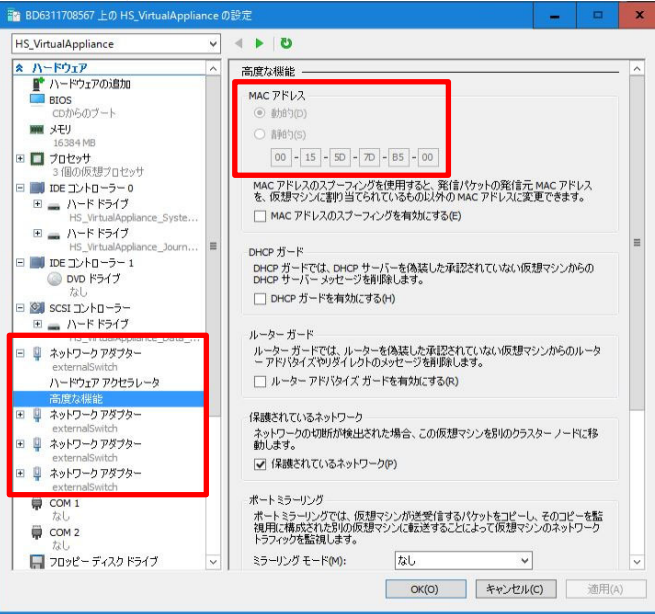 BD6311708567 上の HS_VirtualAppliance の設定
HS_VirtualAppliance
ハードウェア
ハードウェアの追加
BIOS
CDからのブート
メモリ
16384 MB
プロセッサ
3 個の仮想プロセッサ
IDE コントローラー 0
ハード ドライブ
HS_VirtualAppliance_Syste...
ハード ドライブ
HS_VirtualAppliance_Journ...
IDE コントローラー 1
DVD ドライブ
なし
SCSI コントローラー
ハード ドライブ
HS_VirtualAppliance_Data_...
ネットワーク アダプター
externalSwitch
ハードウェア アクセラレータ
高度な機能
ネットワーク アダプター
externalSwitch
ネットワーク アダプター
externalSwitch
ネットワーク アダプター
externalSwitch
COM 1
なし
COM 2
なし
フロッピー ディスク ドライブ
高度な機能
MAC アドレス
動的(D)
静的(S)
00 - 15 - 5D - 7D - B5 - 00
MAC アドレスのスプーフィングを使用すると、発信パケットの発信元 MAC アドレス
を、仮想マシンに割り当てられているもの以外の MAC アドレスに変更できます。
MAC アドレスのスプーフィングを有効にする(E)
DHCP ガード
DHCP ガードでは、DHCP サーバーを偽装した承認されていない仮想マシンからの
DHCP サーバー メッセージを削除します。
DHCP ガードを有効にする(H)
ルーター ガード
ルーター ガードでは、ルーターを偽装した承認されていない仮想マシンからのルータ
ー アドバタイズやリダイレクトのメッセージを削除します。
ルーター アドバタイズ ガードを有効にする(R)
保護されているネットワーク
ネットワークの切断が検出された場合、この仮想マシンを別のクラスター ノードに移
動します。
保護されているネットワーク(P)
ポート ミラーリング
ポート ミラーリングでは、仮想マシンが送受信するパケットをコピーし、そのコピーを監
視用に構成された別の仮想マシンに転送することによって仮想マシンのネットワーク
トラフィックを監視します。
ミラーリング モード(M):
なし
OK(O)
キャンセル(C)
適用(A)